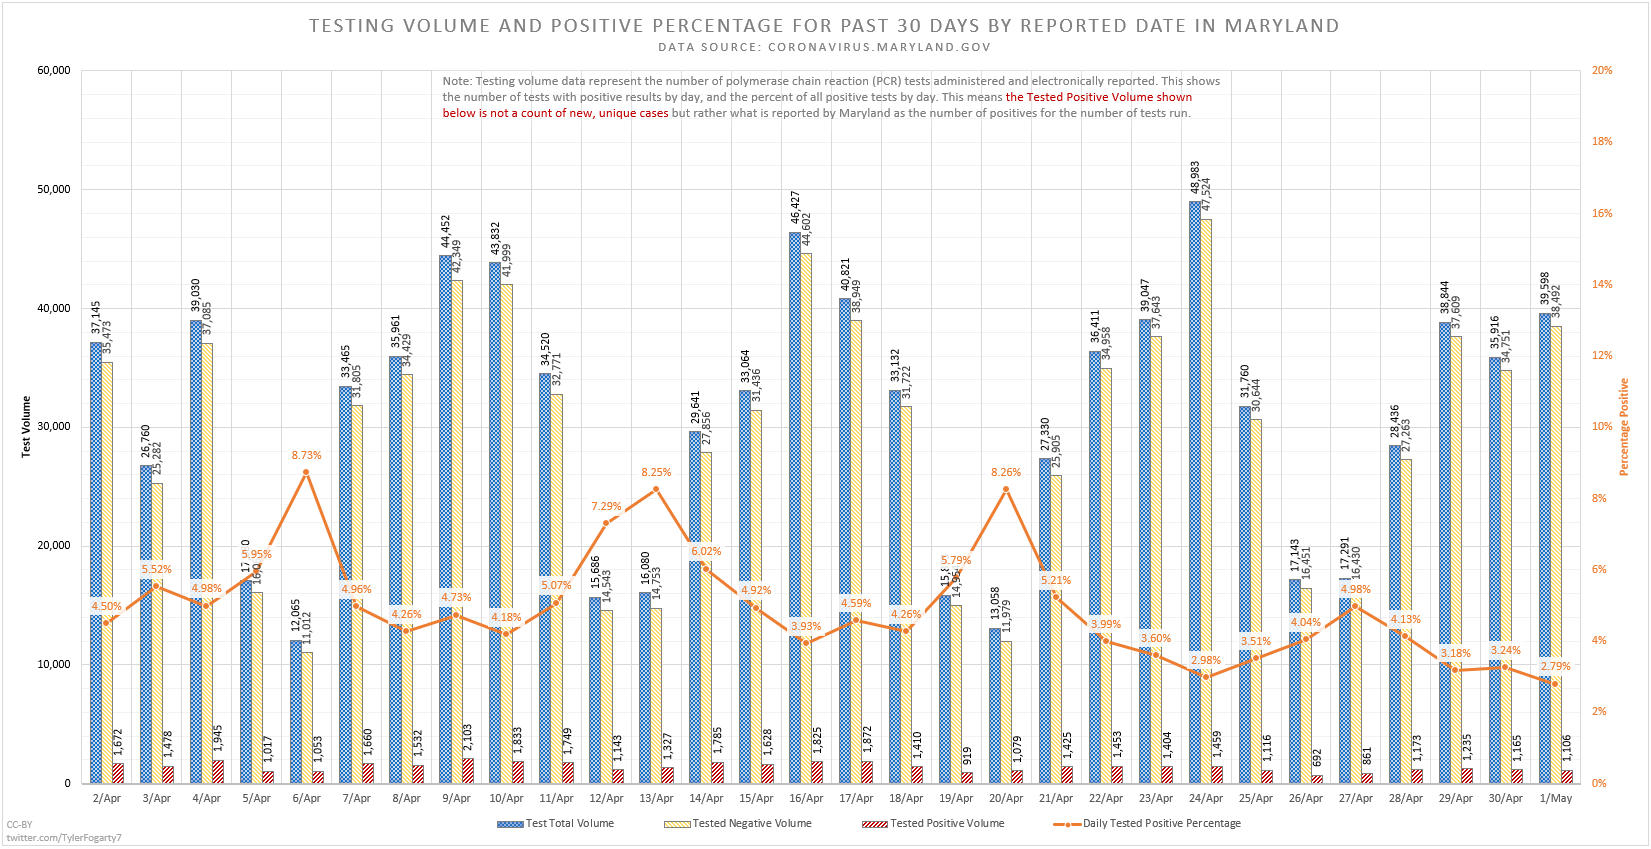 TESTING VOLUME AND POSITIVE PERCENTAGE FOR PAST 30 DAYS BY REPORTED DATE IN MARYLAND
DATA SOURCE: CORONAVIRUS.MARYLAND.GOV
Note: Testing volume data represent the number of polymerase chain reaction (PCR) tests administered and electronically reported. This shows
the number of tests with positive results by day, and the percent of all positive tests by day. This means the Tested Positive Volume shown
below is not a count of new, unique cases but rather what is reported by Maryland as the number of positives for the number of tests run.
Test Volume
60,000
50,000
40,000
30,000
20,000
10,000
0
Percentage Positive
20%
18%
16%
14%
12%
10%
8%
6%
4%
2%
0%
37,145 35,473 4.50% 1,672
26,760 25,282 5.52% 1,478
39,030 37,085 4.98% 1,945
5.95% 1,017
12,065 11,012 8.73% 1,053
33,465 31,805 4.96% 1,660
35,961 34,429 4.26% 1,532
44,452 42,349 4.73% 2,103
43,832 41,999 4.18% 1,833
34,520 32,771 5.07% 1,749
15,686 14,543 7.29% 1,143
16,080 14,753 8.25% 1,327
29,641 27,856 6.02% 1,785
33,064 31,436 4.92% 1,628
46,427 44,602 3.93% 1,825
40,821 38,949 4.59% 1,872
33,132 31,722 4.26% 1,410
5.79% 919
13,058 11,979 8.26% 1,079
27,330 25,905 5.21% 1,425
36,411 34,958 3.99% 1,453
39,047 37,643 3.60% 1,404
48,983 47,524 2.98% 1,459
31,760 30,644 3.51% 1,116
17,143 16,451 4.04% 692
17,291 16,430 4.98% 861
28,436 27,263 4.13% 1,173
38,844 37,609 3.18% 1,235
35,916 34,751 3.24% 1,165
39,598 38,492 2.79% 1,106
2/Apr 3/Apr 4/Apr 5/Apr 6/Apr 7/Apr 8/Apr 9/Apr 10/Apr 11/Apr 12/Apr 13/Apr 14/Apr 15/Apr 16/Apr 17/Apr 18/Apr 19/Apr 20/Apr 21/Apr 22/Apr 23/Apr 24/Apr 25/Apr 26/Apr 27/Apr 28/Apr 29/Apr 30/Apr 1/May
Test Total Volume Tested Negative Volume Tested Positive Volume Daily Tested Positive Percentage
CC-BY
twitter.com/TylerFogarty7